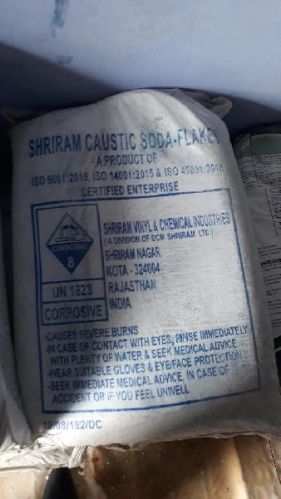 SHRIRAM CAUSTIC SODA-FLAKES
A PRODUCT OF
ISO 9001:2015, ISO 14001:2015 & ISO 45001:2018
CERTIFIED ENTERPRISE
CORROSIVE
8
UN 1823
CORROSIVE
SHRIRAM VINYL & CHEMICAL INDUSTRIES
( A DIVISION OF DCM SHRIRAM LTD.)
SHRIRAM NAGAR
KOTA - 324004
RAJASTHAN
INDIA
-CAUSES SEVERE BURNS
-IN CASE OF CONTACT WITH EYES, RINSE IMMEDIATELY
WITH PLENTY OF WATER & SEEK MEDICAL ADVICE
-WEAR SUITABLE GLOVES & EYE/FACE PROTECTION
-SEEK IMMEDIATE MEDICAL ADVICE, IN CASE OF
ACCIDENT OR IF YOU FEEL UNWELL
/08/182/DC